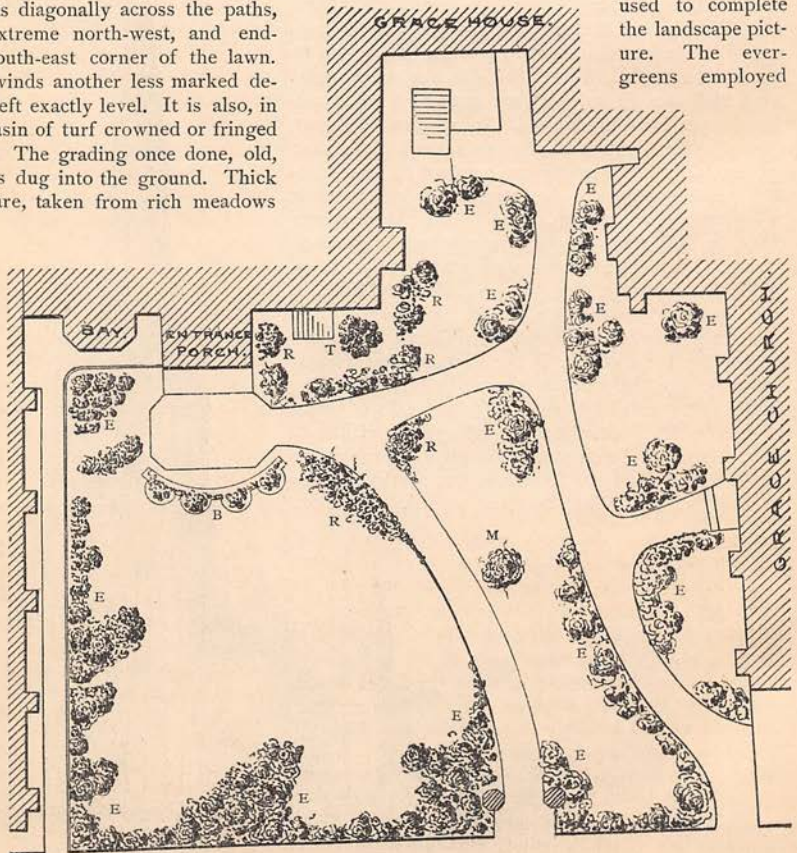 s diagonally across the paths,
xtreme north-west, and end-
outh-east corner of the lawn.
winds another less marked de-
eft exactly level. It is also, in
asin of turf crowned or fringed
The grading once done, old,
s dug into the ground. Thick
are, taken from rich meadows
used to complete
the landscape pict-
ure. The ever-
greens employed
GRACE HOUSE.
E
E
E
R
E
E
E
BAY.
ENTRANCE
PORCH.
R
T
R
GRACE CHURCH.
E
R
E
E
B
R
M
E
E
E
E
E
E
E
E